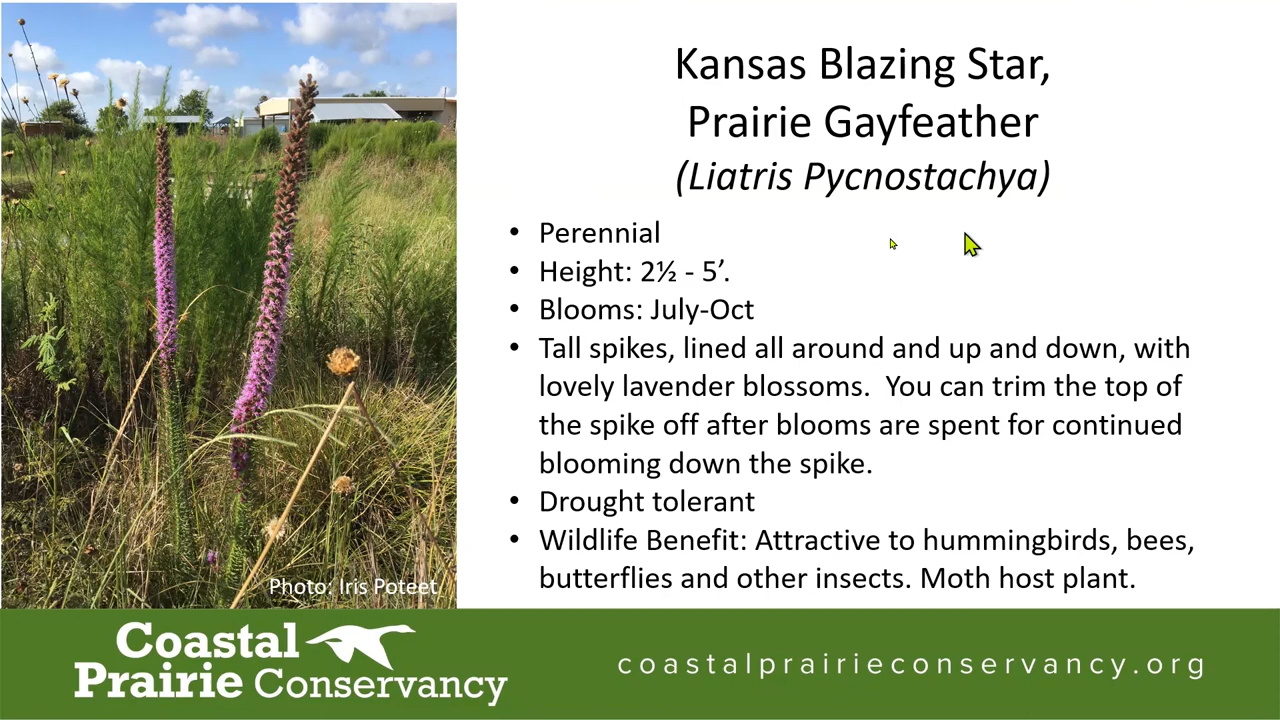 Kansas Blazing Star,
Prairie Gayfeather
(Liatris Pycnostachya)
• Perennial
• Height: 2½ - 5’.
• Blooms: July-Oct
• Tall spikes, lined all around and up and down, with
lovely lavender blossoms.  You can trim the top of
the spike off after blooms are spent for continued
blooming down the spike.
• Drought tolerant
• Wildlife Benefit: Attractive to hummingbirds, bees,
butterflies and other insects. Moth host plant.
Photo: Iris Poteet
Coastal
Prairie Conservancy
coastalprairieconservancy.org